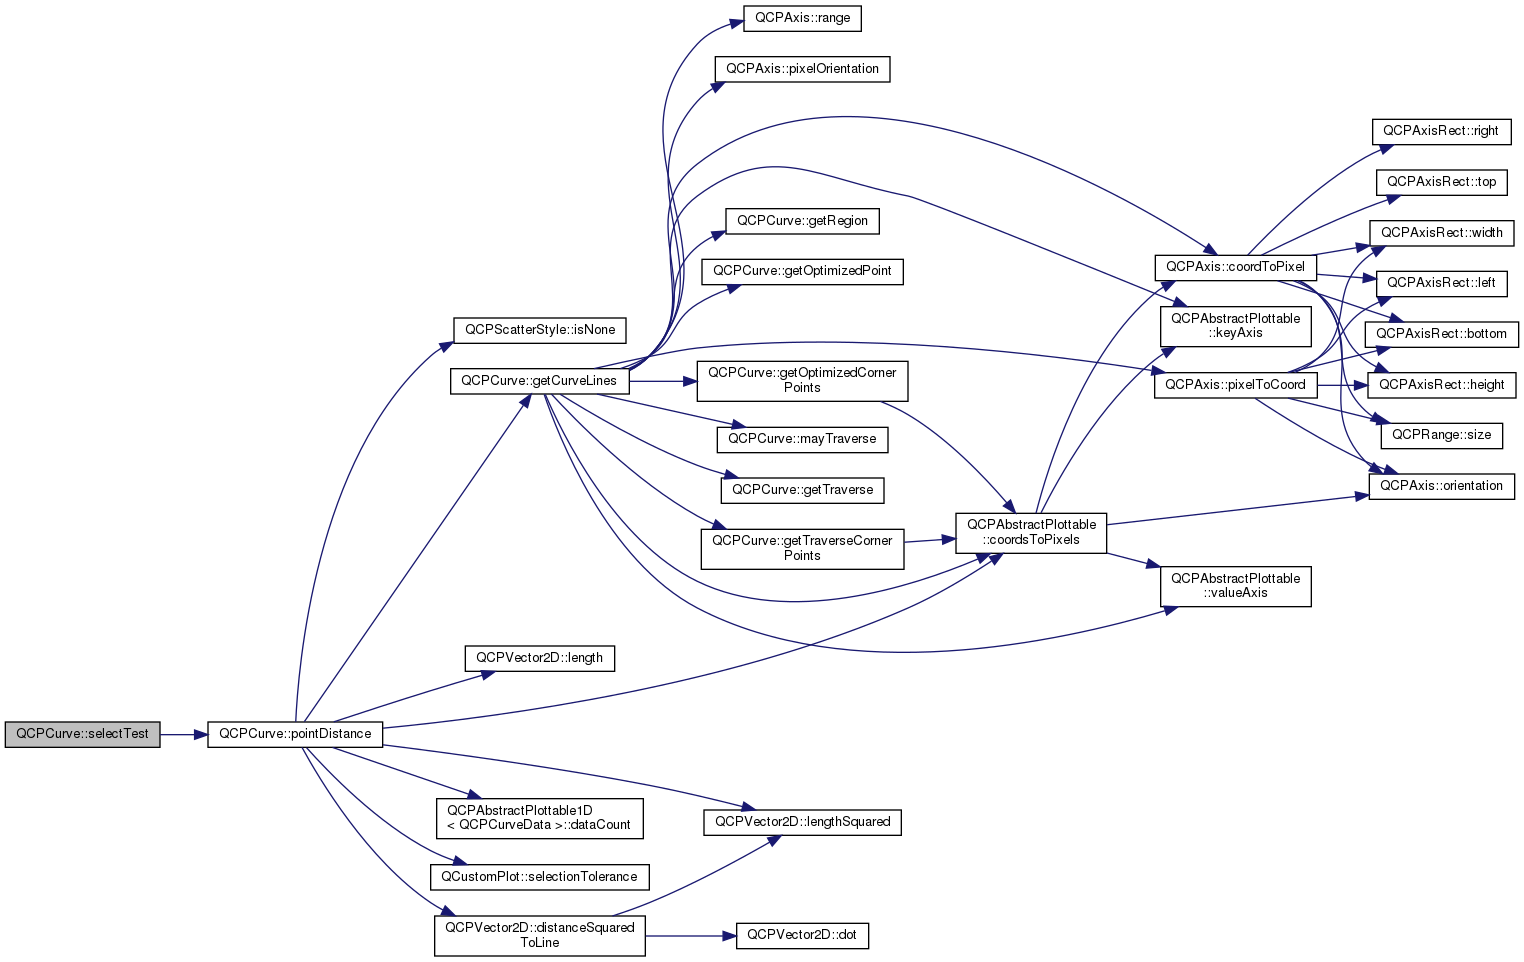 QCPAxis::range
QCPAxis::pixelOrientation
QCPAxisRect::right
QCPAxisRect::top
QCPCurve::getRegion
QCPAxisRect::width
QCPCurve::getOptimizedPoint
QCPAxis::coordToPixel
QCPAxisRect::left
QCPScatterStyle::isNone
QCPAbstractPlottable
::keyAxis
QCPAxisRect::bottom
QCPCurve::getCurveLines
QCPCurve::getOptimizedCorner
Points
QCPAxis::pixelToCoord
QCPAxisRect::height
QCPCurve::mayTraverse
QCPRange::size
QCPCurve::getTraverse
QCPAxis::orientation
QCPCurve::getTraverseCorner
Points
QCPAbstractPlottable
::coordsToPixels
QCPAbstractPlottable
::valueAxis
QCPVector2D::length
QCPCurve::selectTest
QCPCurve::pointDistance
QCPAbstractPlottable1D
< QCPCurveData >::dataCount
QCPVector2D::lengthSquared
QCustomPlot::selectionTolerance
QCPVector2D::distanceSquared
ToLine
QCPVector2D::dot